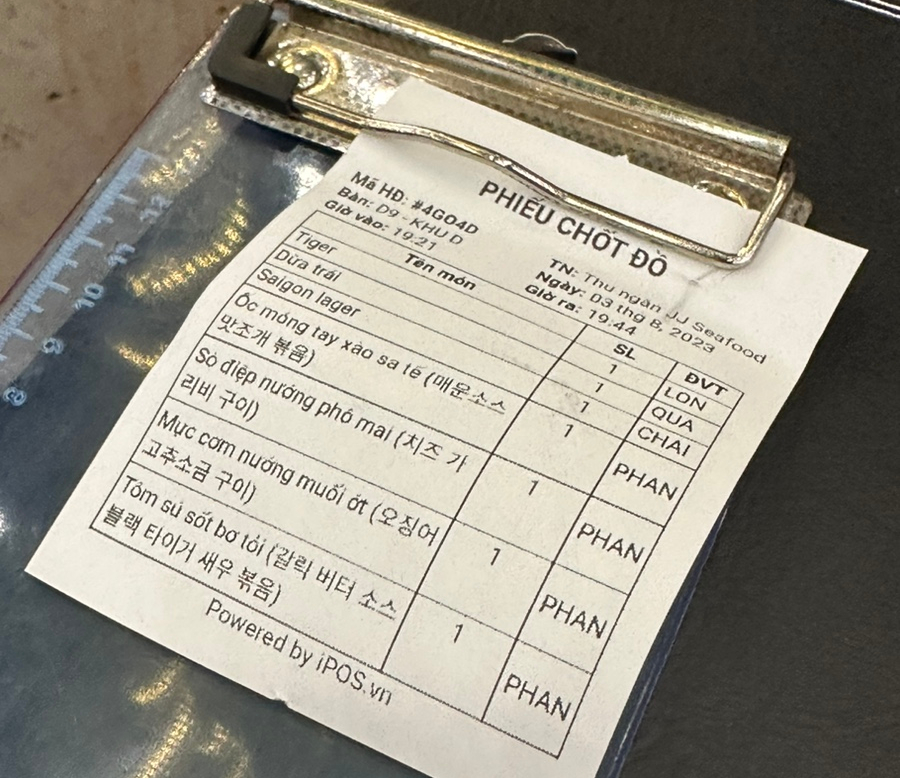 PHIẾU CHỐT ĐỒ
Mã HĐ: #4GO4D
TN: Thu ngân JJ Seafood
Bàn: D9 - KHU D
Ngày: 03 thg 8, 2023
Giờ vào: 19:21
Giờ ra: 19:44
Tên món SL ĐVT
Tiger 1 LON
Dừa trái 1 QUA
Saigon lager 1 CHAI
Ốc móng tay xào sa tế (매운소스
맛조개 볶음) 1 PHAN
Sò điệp nướng phô mai (치즈 가
리비 구이) 1 PHAN
Mực cơm nướng muối ớt (오징어
고추소금 구이) 1 PHAN
Tôm sú sốt bơ tỏi (갈릭 버터 소스
블랙 타이거 새우 볶음) 1 PHAN
Powered by iPOS.vn
12
11
10
9
8